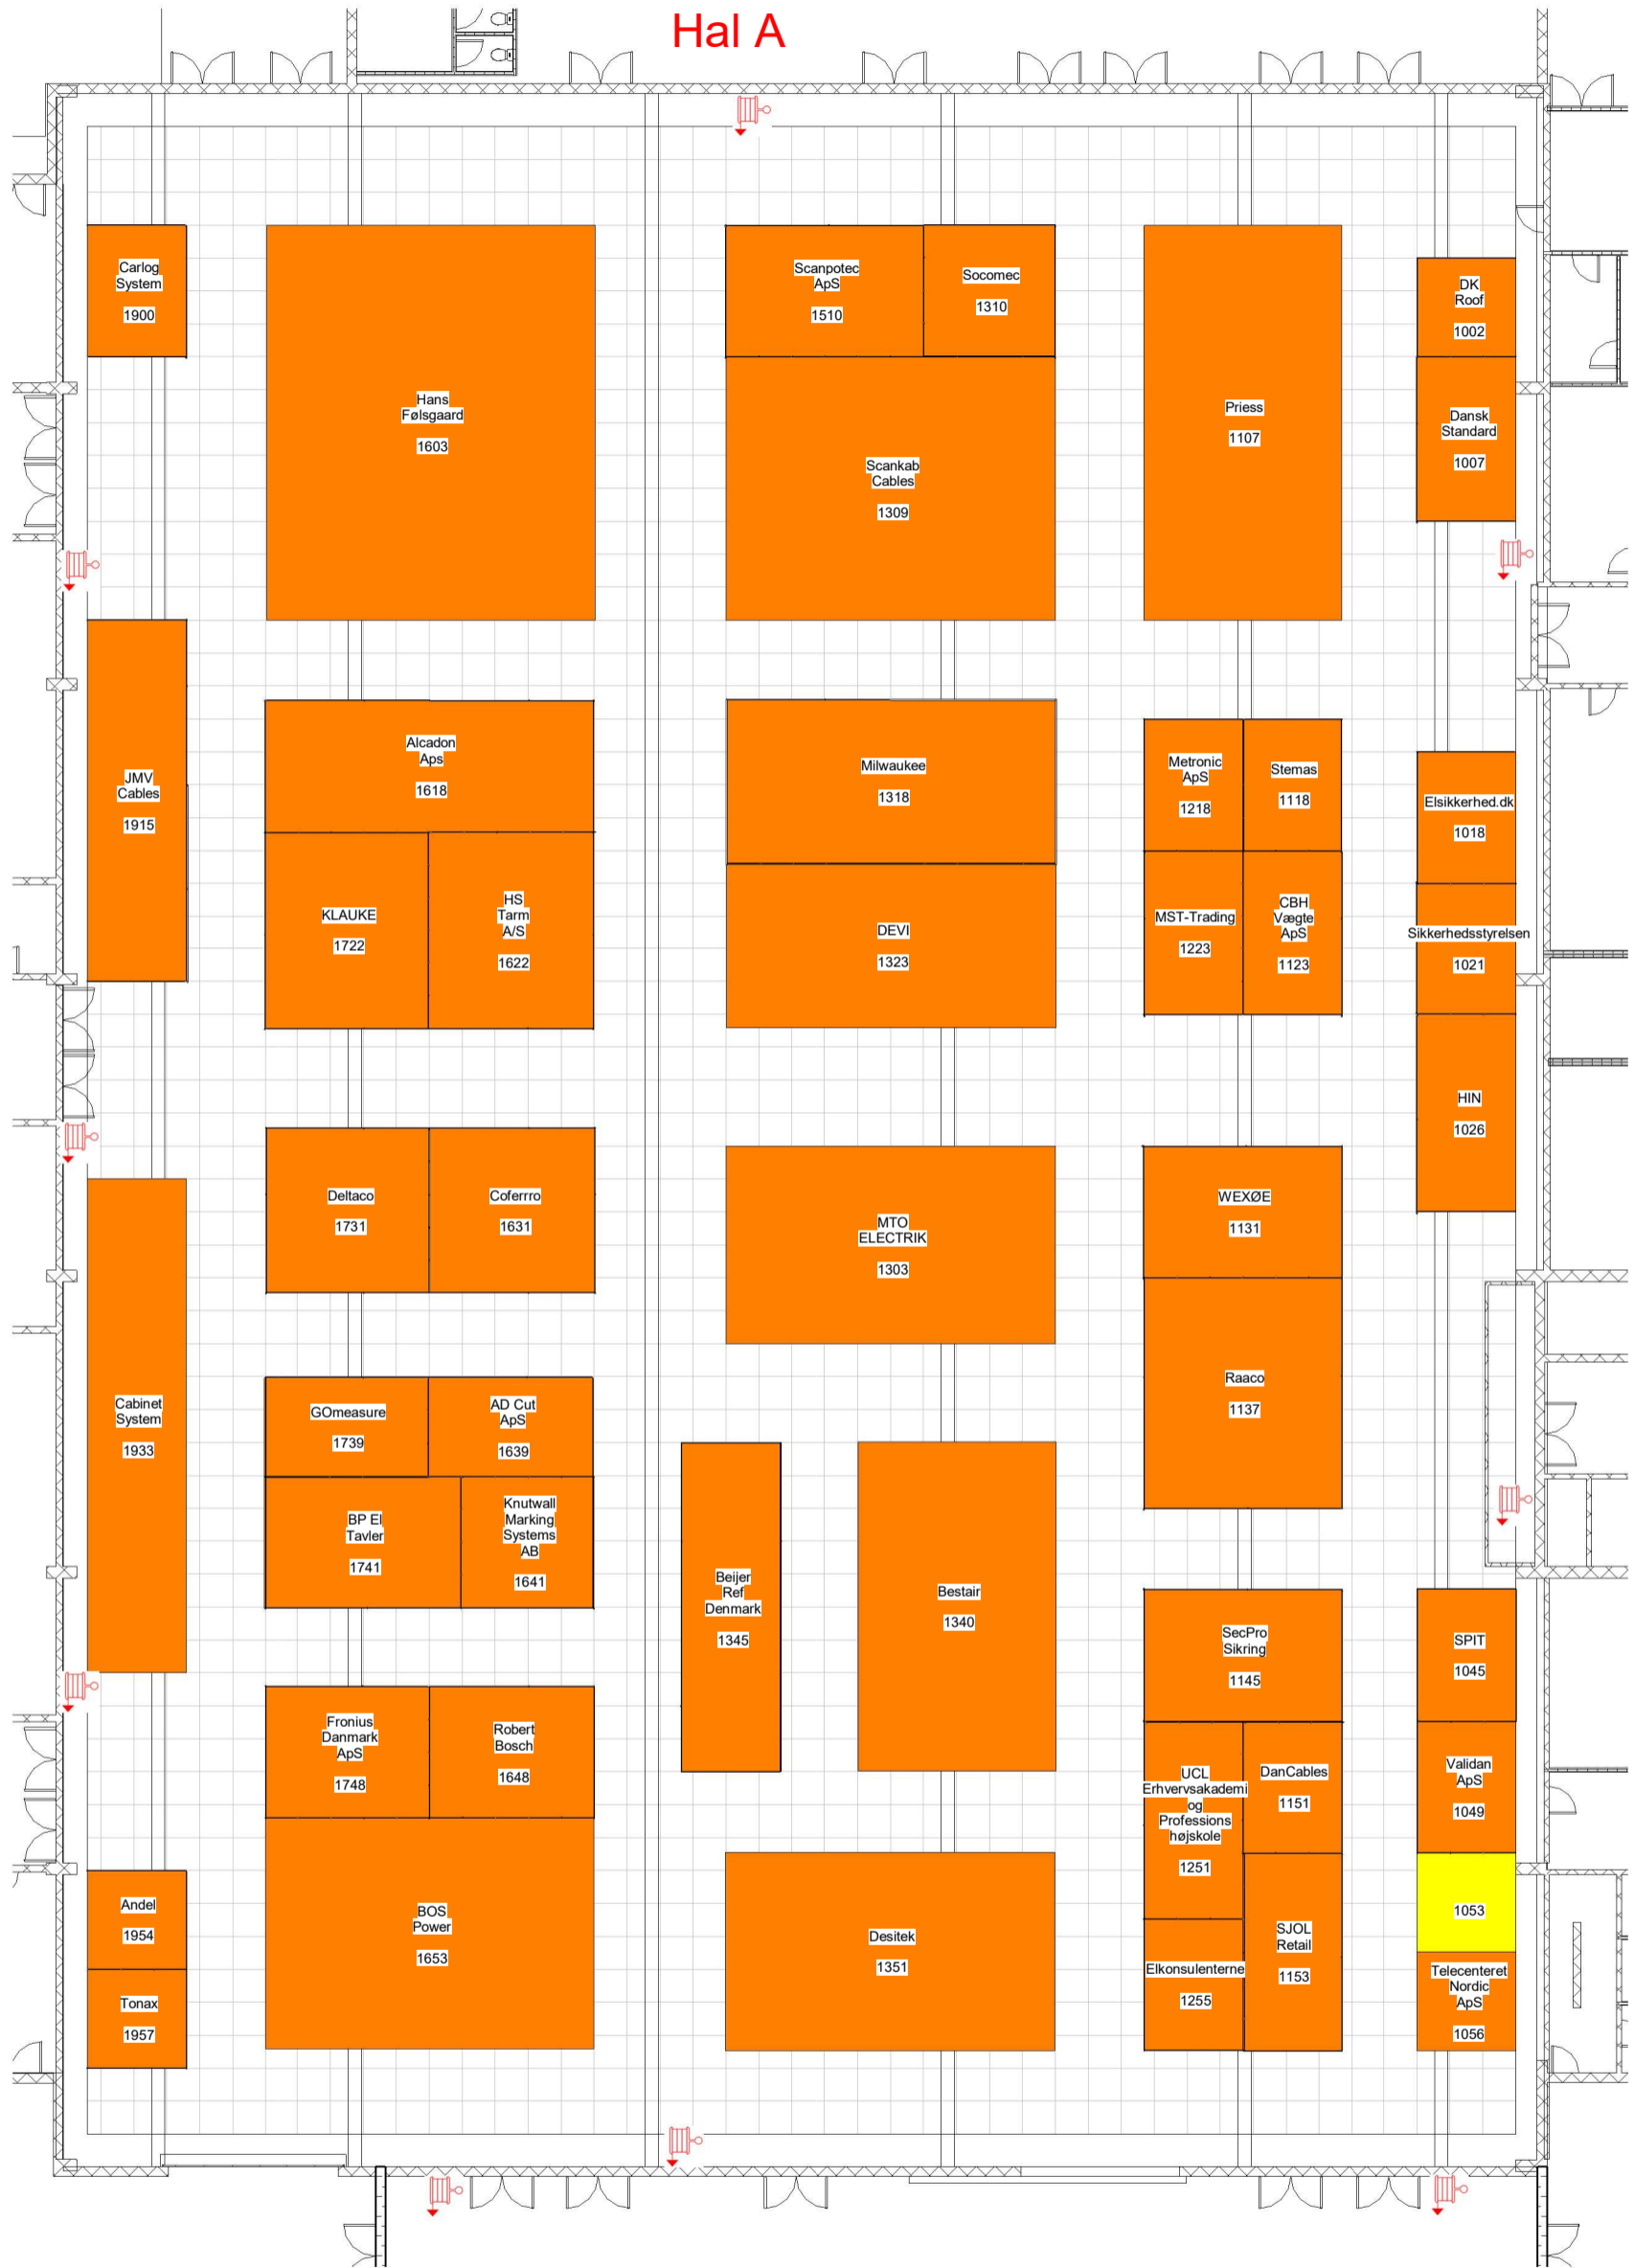 Hal A
Carlog
System
1900
Hans
Følsgaard
1603
Scanpotec
ApS
1510
Socomec
1310
Scankab
Cables
1309
Priess
1107
DK
Roof
1002
Dansk
Standard
1007
JMV
Cables
1915
Alcadon
Aps
1618
KLAUKE
1722
HS
Tarm
A/S
1622
Milwaukee
1318
DEVI
1323
Metronic
ApS
1218
Stemas
1118
MST-Trading
1223
CBH
Vægte
ApS
1123
Elsikkerhed.dk
1018
Sikkerhedsstyrelsen
1021
HIN
1026
Deltaco
1731
Coferrro
1631
MTO
ELECTRIK
1303
WEXØE
1131
Raaco
1137
Cabinet
System
1933
GOmeasure
1739
AD Cut
ApS
1639
BP El
Tavler
1741
Knutwall
Marking
Systems
AB
1641
Beijer
Ref
Denmark
1345
Bestair
1340
SecPro
Sikring
1145
SPIT
1045
Fronius
Danmark
ApS
1748
Robert
Bosch
1648
UCL
Erhvervsakademi
og
Professions
højskole
1251
DanCables
1151
Validan
ApS
1049
BOS
Power
1653
Desitek
1351
Elkonsulenterne
1255
SJOL
Retail
1153
1053
Telecenteret
Nordic
ApS
1056
Andel
1954
Tonax
1957